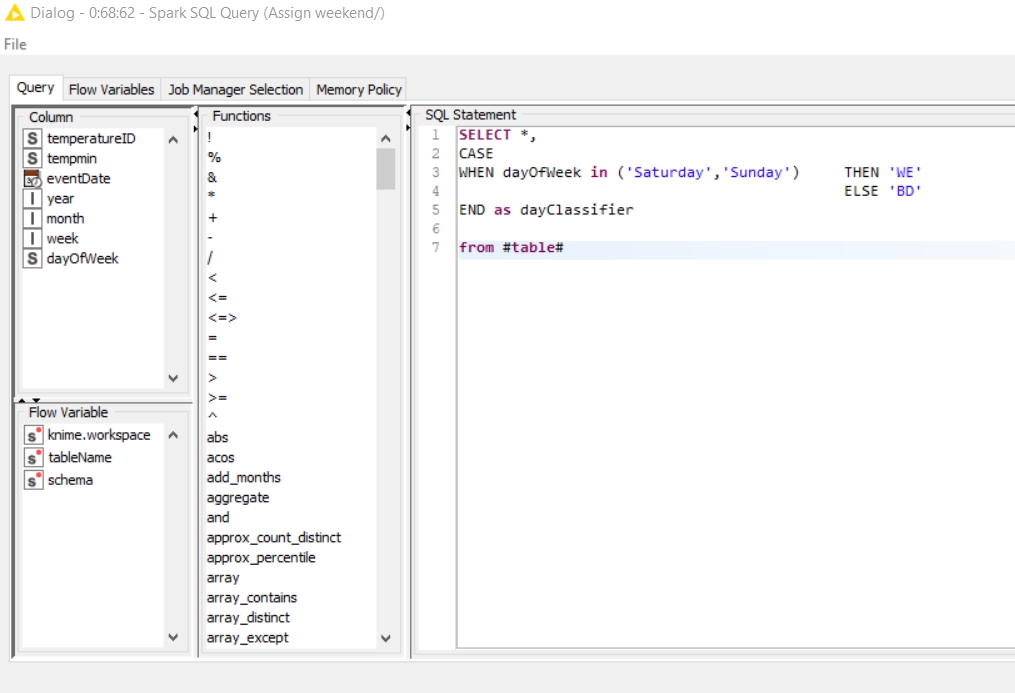 Dialog - 0:68:62 - Spark SQL Query (Assign weekend/)
File
Query Flow Variables Job Manager Selection Memory Policy
Column
S temperatureID
S tempmin
eventDate
I year
I month
I week
S dayOfWeek
Flow Variable
s knime.workspace
s tableName
s schema
Functions
!
%
&
*
+
-
/
<
<=
<=>
=
==
>
>=
^
abs
acos
add_months
aggregate
and
approx_count_distinct
approx_percentile
array
array_contains
array_distinct
array_except
SQL Statement
1 SELECT *,
2 CASE
3 WHEN dayOfWeek in ('Saturday','Sunday') THEN 'WE'
4 ELSE 'BD'
5 END as dayClassifier
6
7 from #table#